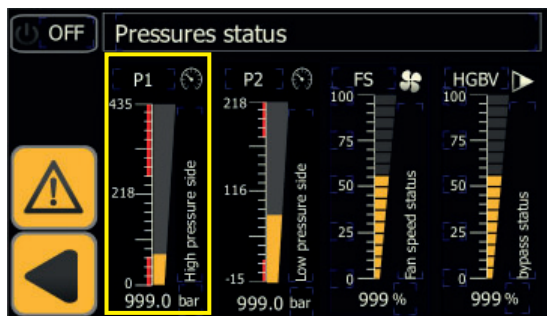 OFF
Pressures status
P1
435
218
0
High pressure side
999.0 bar
P2
218
116
-15
Low pressure side
999.0 bar
FS
100
75
50
25
0
Fan speed status
999 %
HGBV
100
75
50
25
0
bypass status
999 %